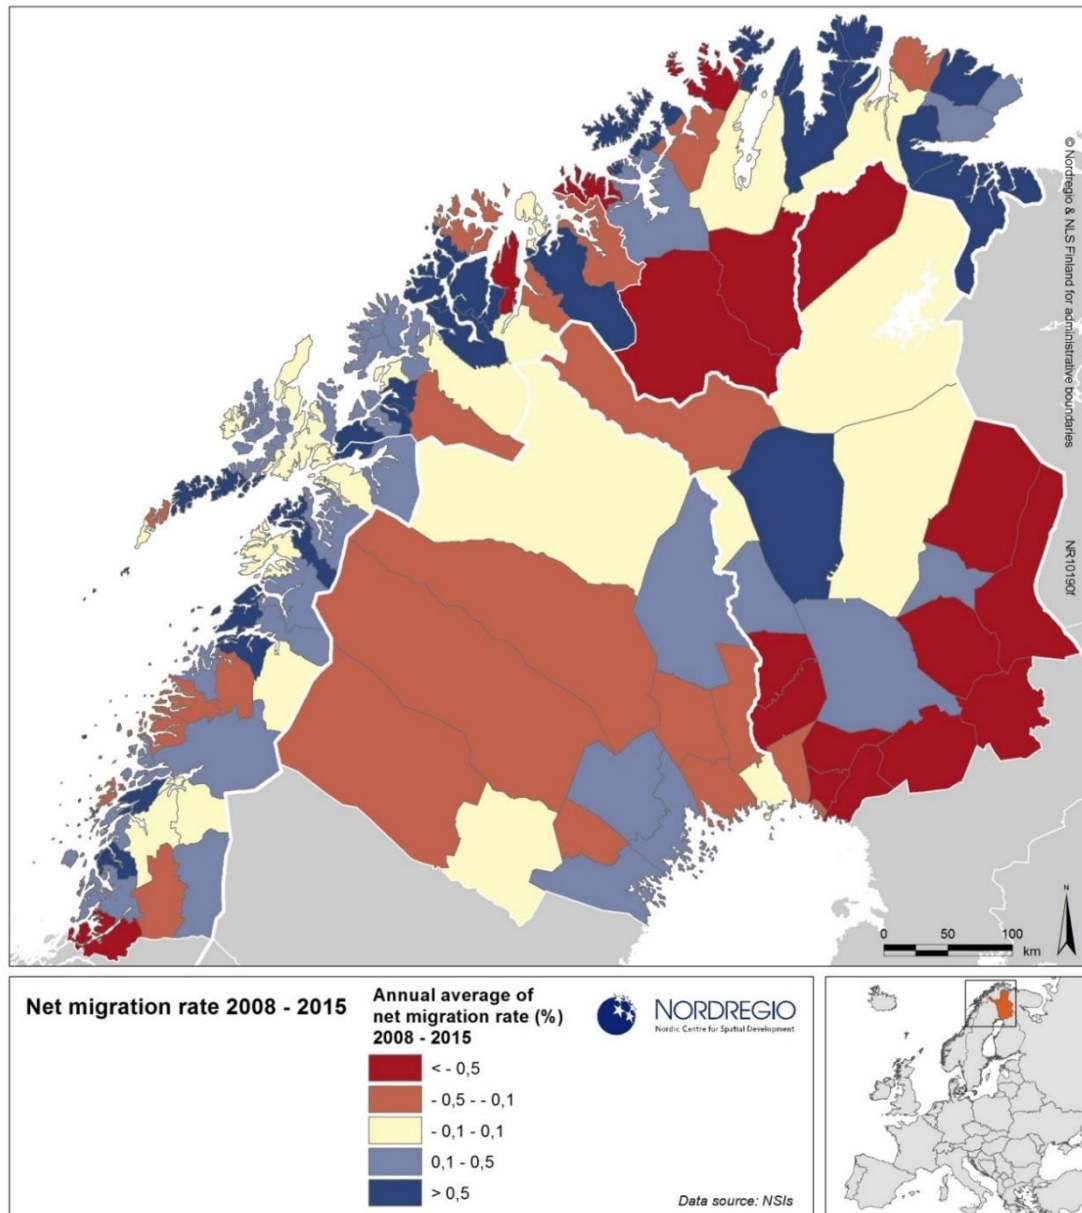 © Nordregio & NLS Finland for administrative boundaries
NR10190f
N
0 50 100
km
Net migration rate 2008 - 2015
Annual average of
net migration rate (%)
2008 - 2015
< - 0,5
- 0,5 - - 0,1
- 0,1 - 0,1
0,1 - 0,5
> 0,5
NORDREGIO
Nordic Centre for Spatial Development
Data source: NSIs